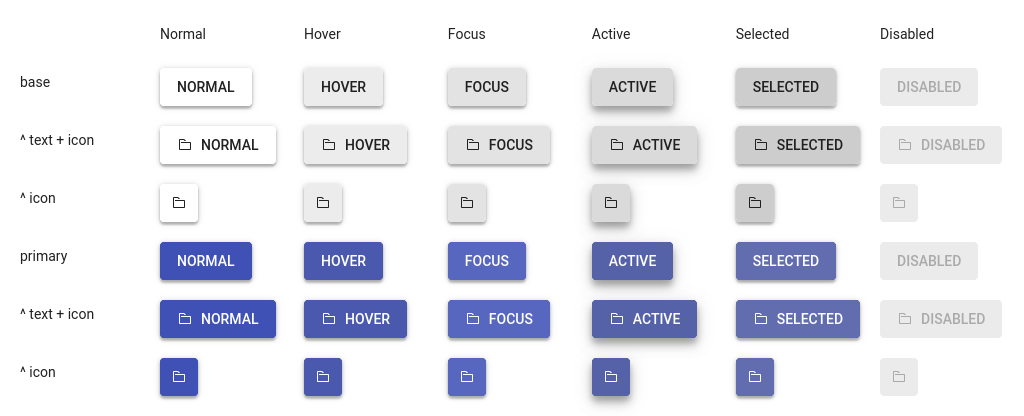 Normal Hover Focus Active Selected Disabled
base NORMAL HOVER FOCUS ACTIVE SELECTED DISABLED
^ text + icon NORMAL HOVER FOCUS ACTIVE SELECTED DISABLED
^ icon
primary NORMAL HOVER FOCUS ACTIVE SELECTED DISABLED
^ text + icon NORMAL HOVER FOCUS ACTIVE SELECTED DISABLED
^ icon